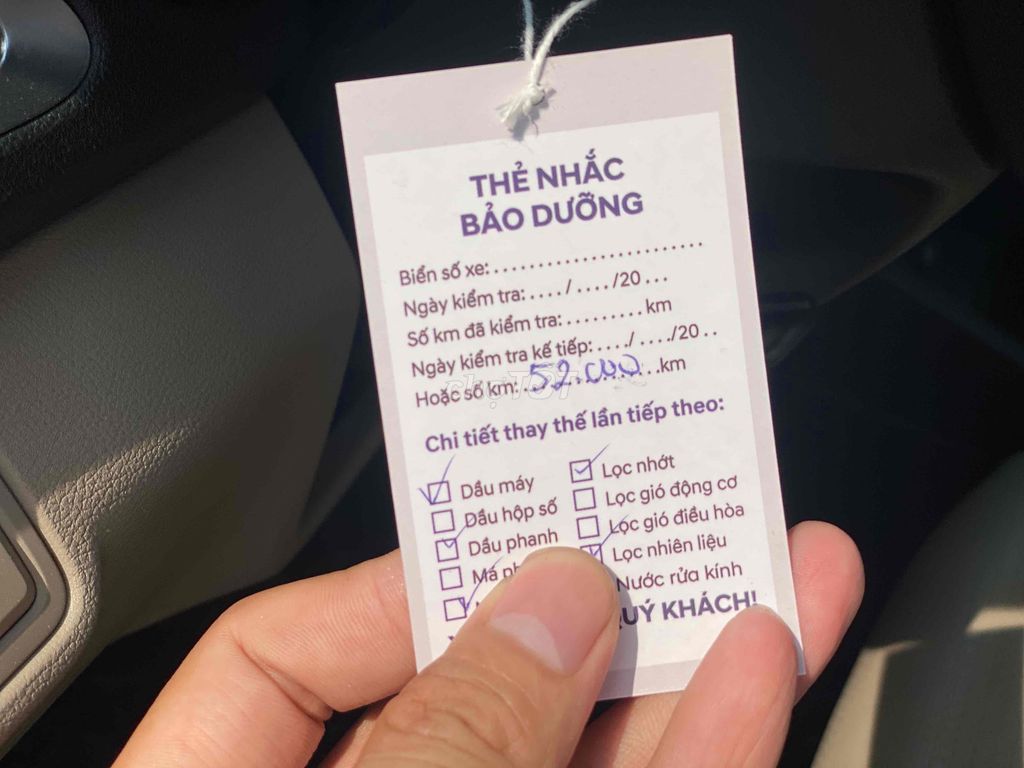 THẺ NHẮC
BẢO DƯỠNG
Biển số xe:.......................
Ngày kiểm tra:..../..../20...
Số km đã kiểm tra:.........km
Ngày kiểm tra kế tiếp:..../..../20..
Hoặc số km: 52.000 ..km
chợTỐT
Chi tiết thay thế lần tiếp theo:
Dầu máy Lọc nhớt
Dầu hộp số Lọc gió động cơ
Dầu phanh Lọc gió điều hòa
Má Lọc nhiên liệu
Nước rửa kính
QUÝ KHÁCH!